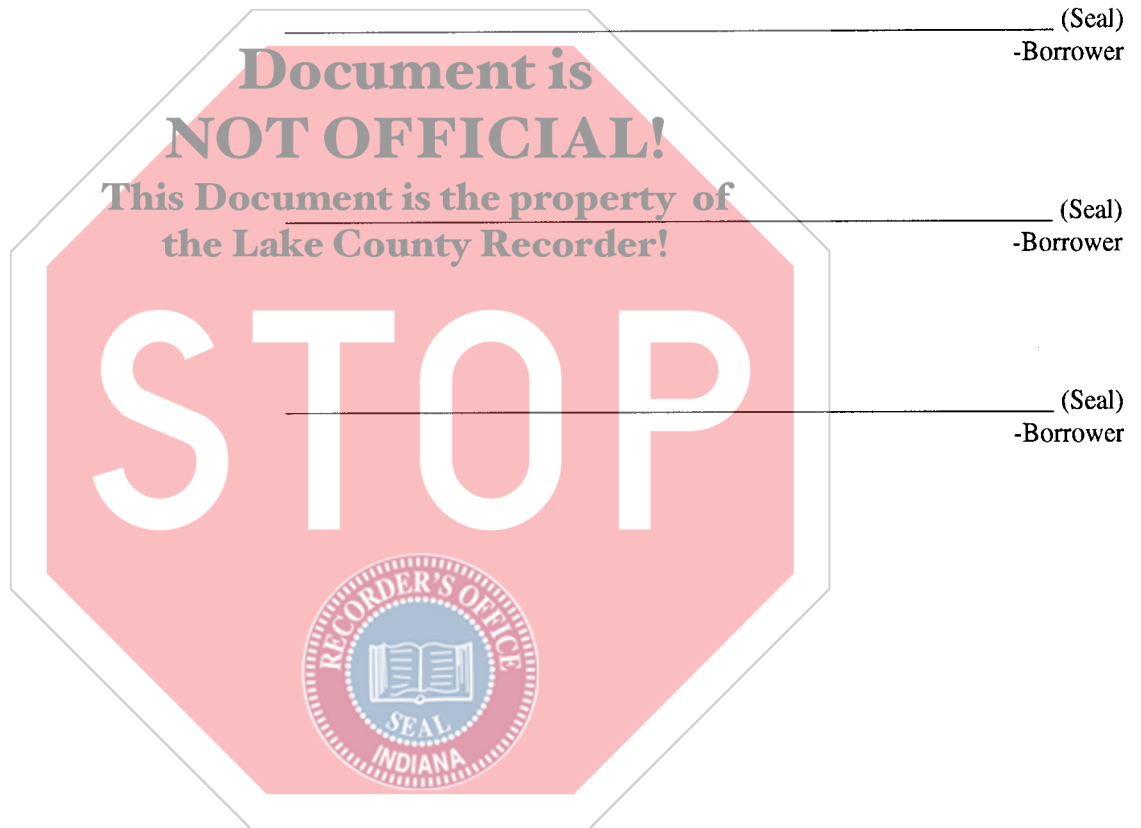 (Seal)
-Borrower
Document is
NOT OFFICIAL!
This Document is the property of
the Lake County Recorder!
(Seal)
-Borrower
STOP
(Seal)
-Borrower
RECORDER'S OFFICE
SEAL
INDIANA